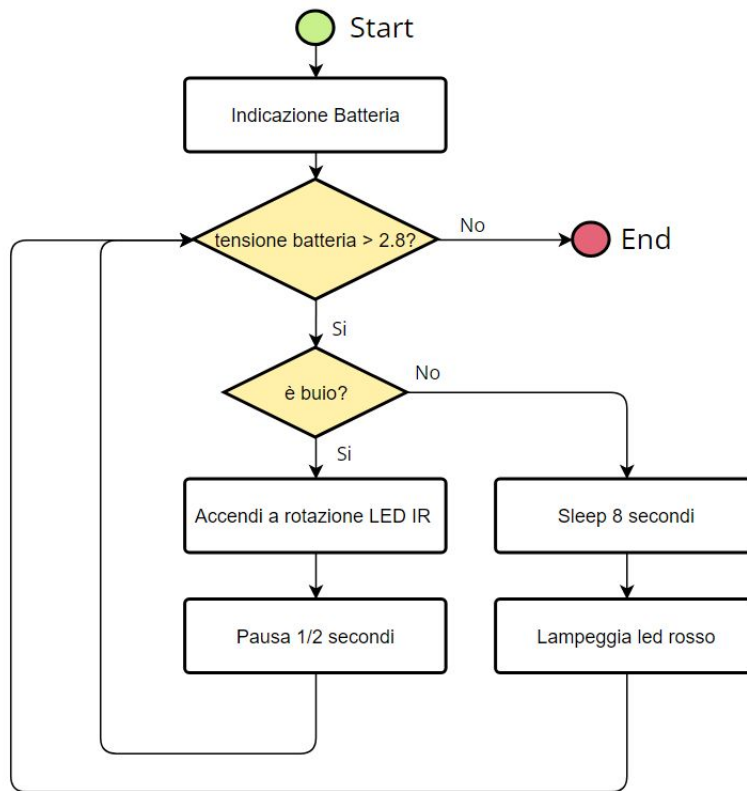 Start
Indicazione Batteria
tensione batteria > 2.8?
No
End
Si
è buio?
No
Si
Accendi a rotazione LED IR
Sleep 8 secondi
Pausa 1/2 secondi
Lampeggia led rosso